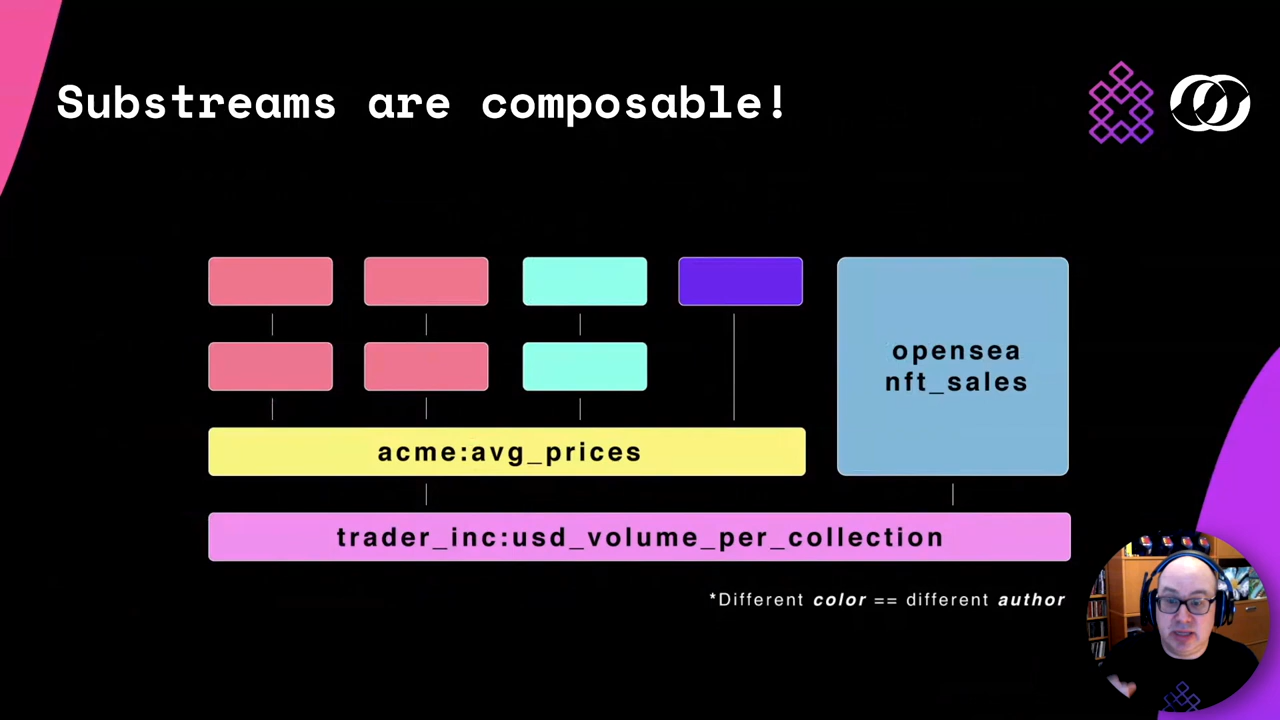 Substreams are composable!
opensea
nft_sales
acme:avg_prices
trader_inc:usd_volume_per_collection
*Different color == different author